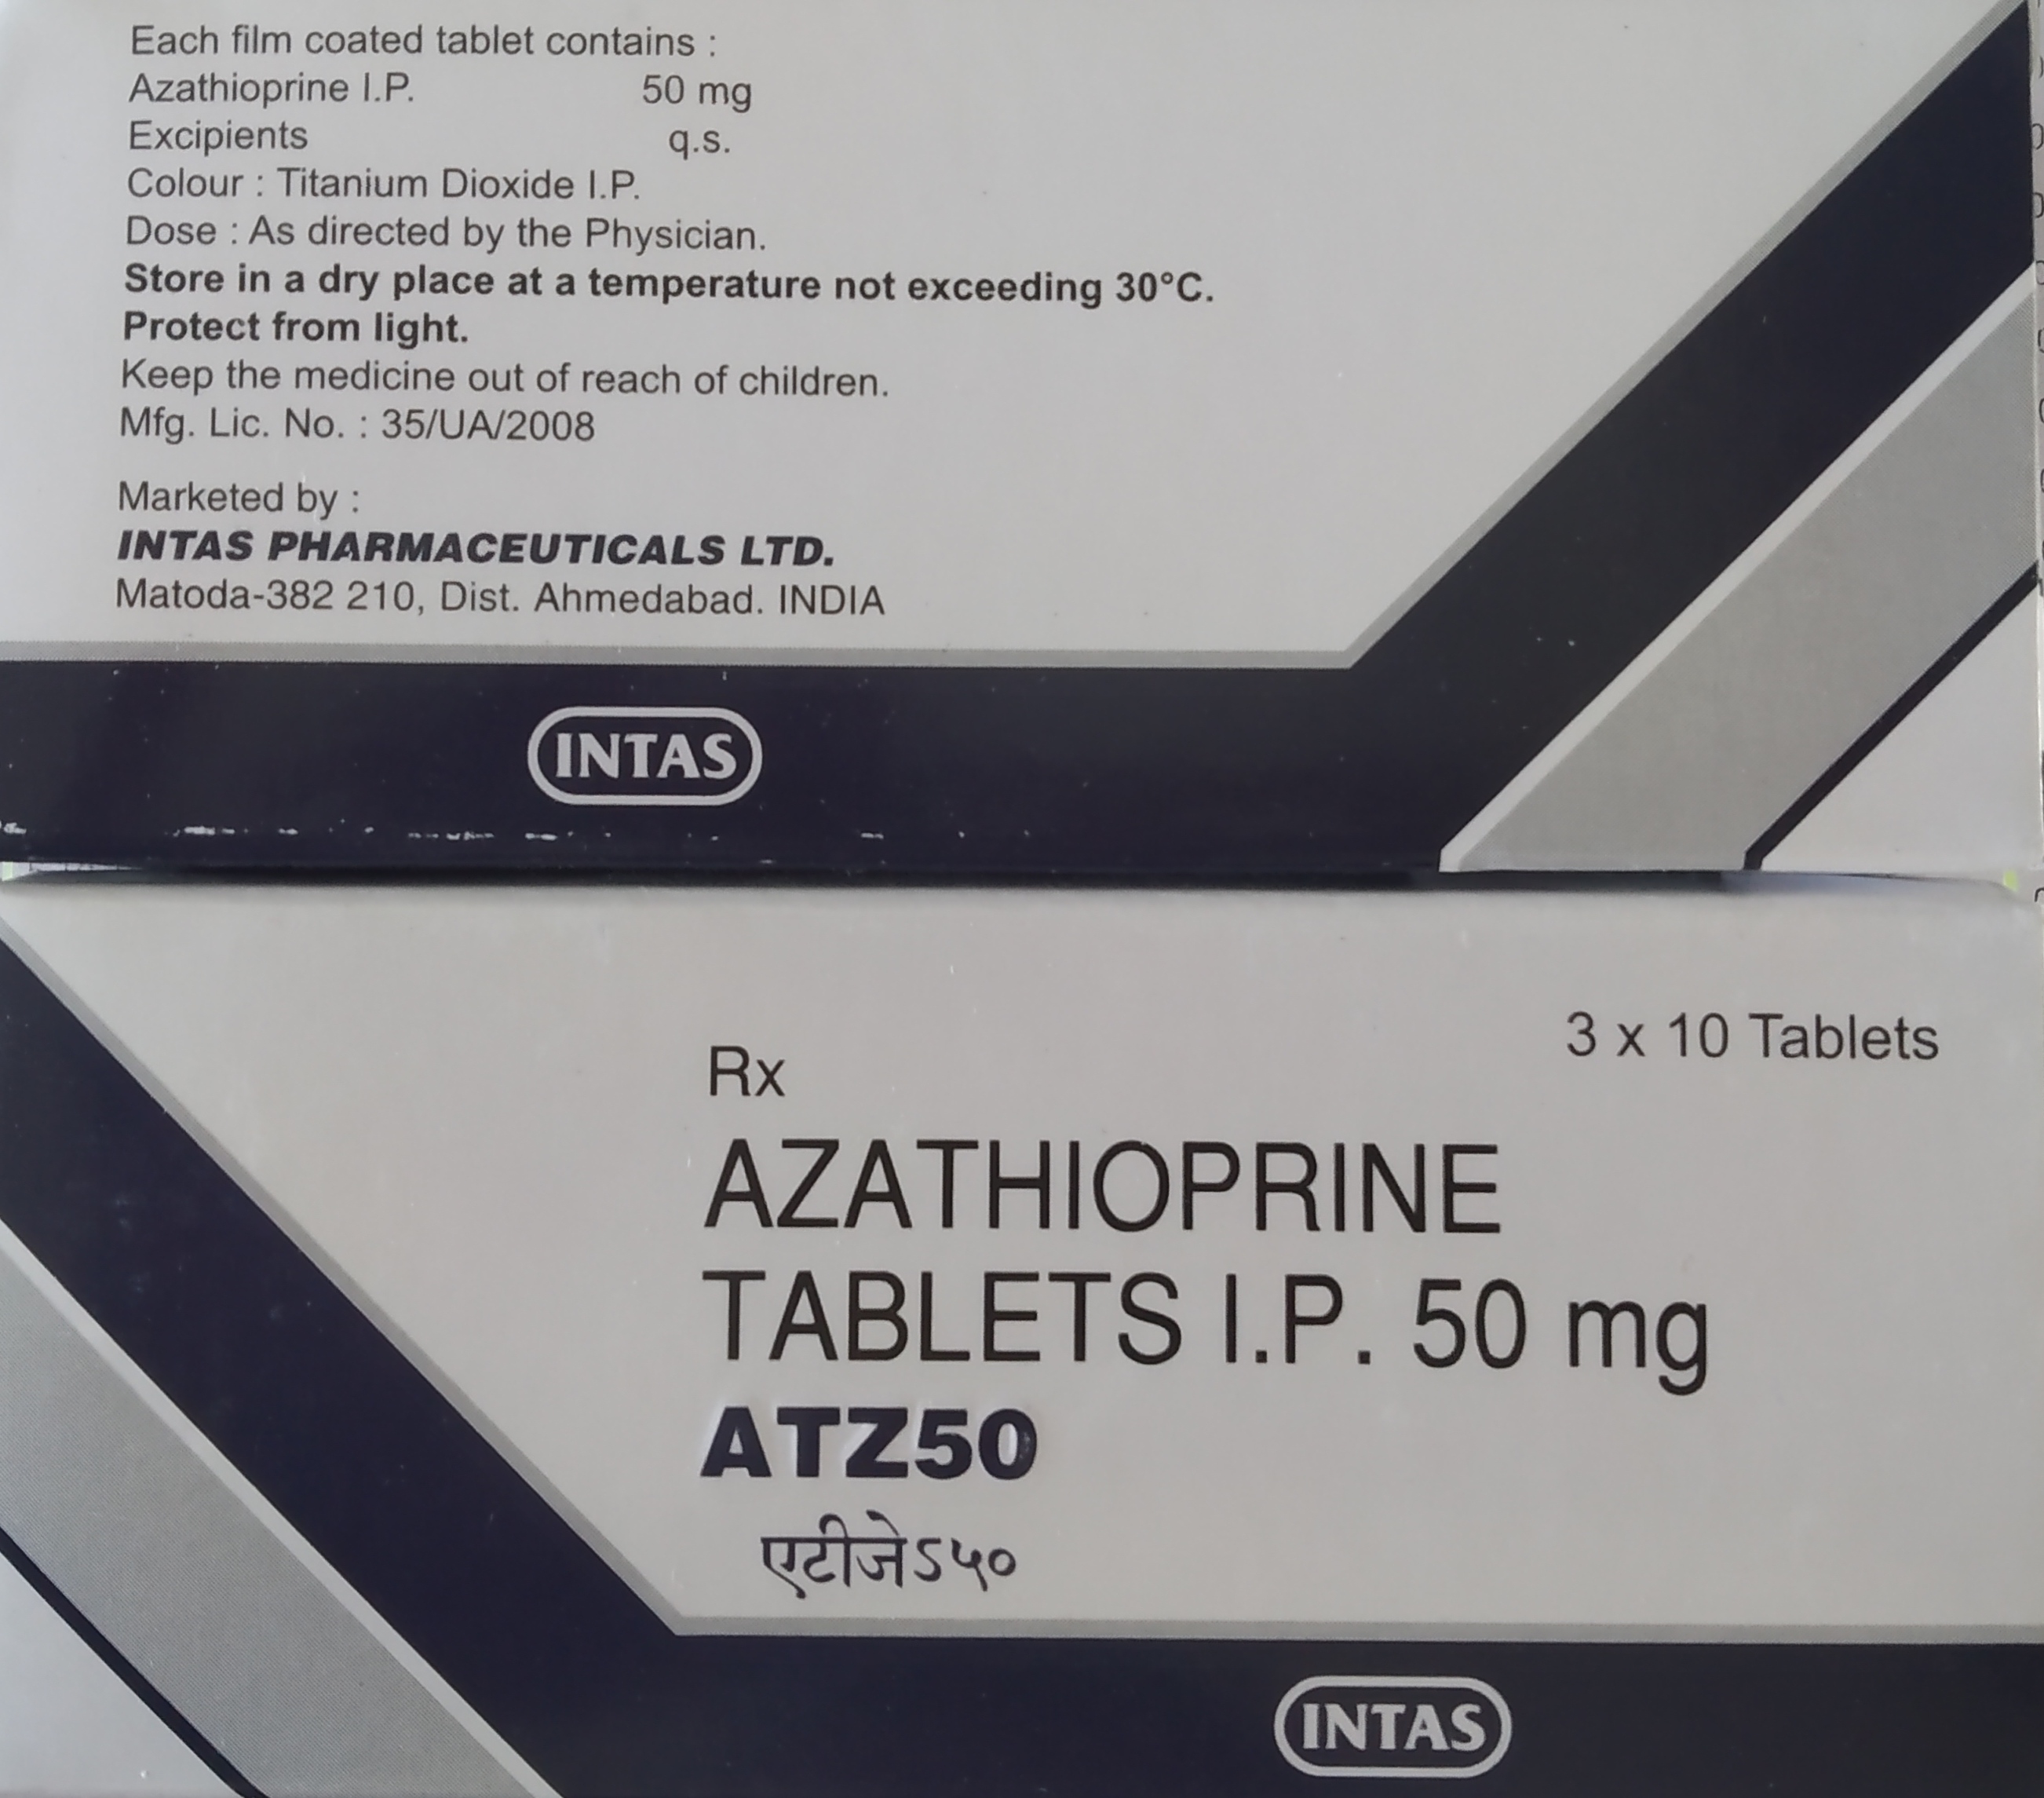 Each film coated tablet contains :
Azathioprine I.P. 50 mg
Excipients q.s.
Colour : Titanium Dioxide I.P.
Dose : As directed by the Physician.
Store in a dry place at a temperature not exceeding 30°C.
Protect from light.
Keep the medicine out of reach of children.
Mfg. Lic. No. : 35/UA/2008
Marketed by :
INTAS PHARMACEUTICALS LTD.
Matoda-382 210, Dist. Ahmedabad. INDIA
INTAS
3 x 10 Tablets
Rx
AZATHIOPRINE
TABLETS I.P. 50 mg
ATZ50
एटीजेऽ५०
INTAS